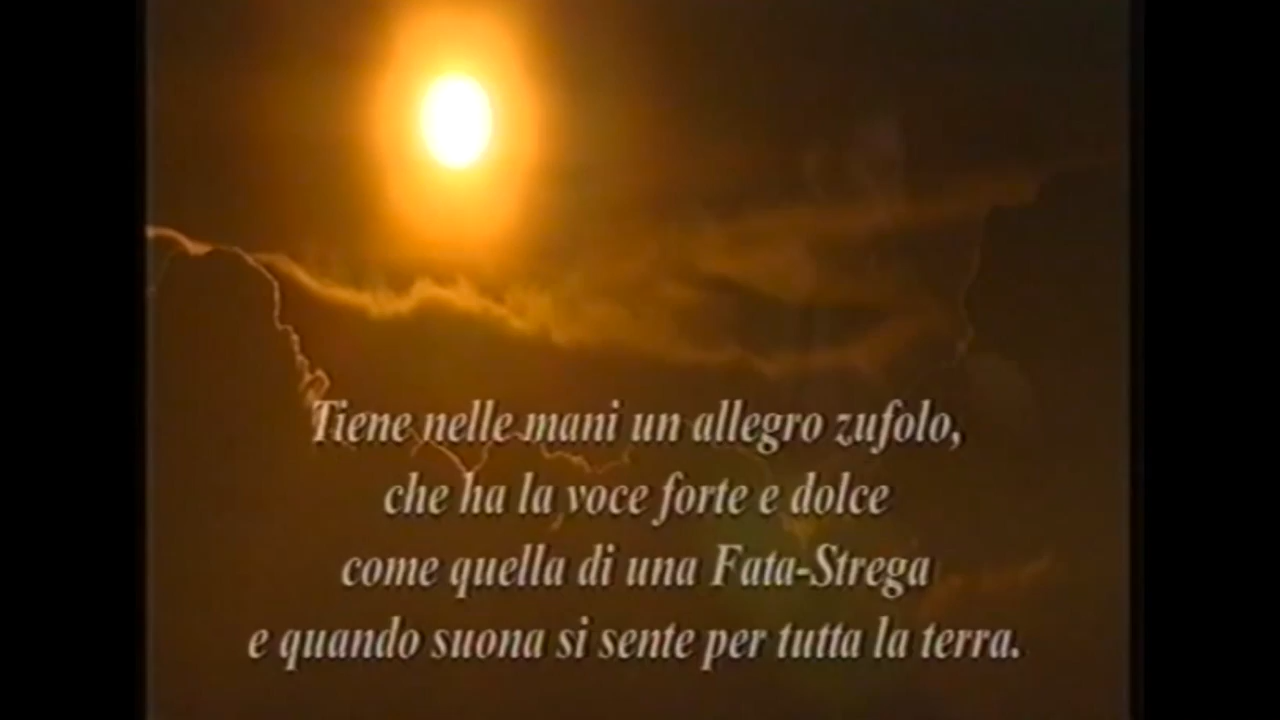 Tiene nelle mani un allegro zufolo,
che ha la voce forte e dolce
come quella di una Fata-Strega
e quando suona si sente per tutta la terra.